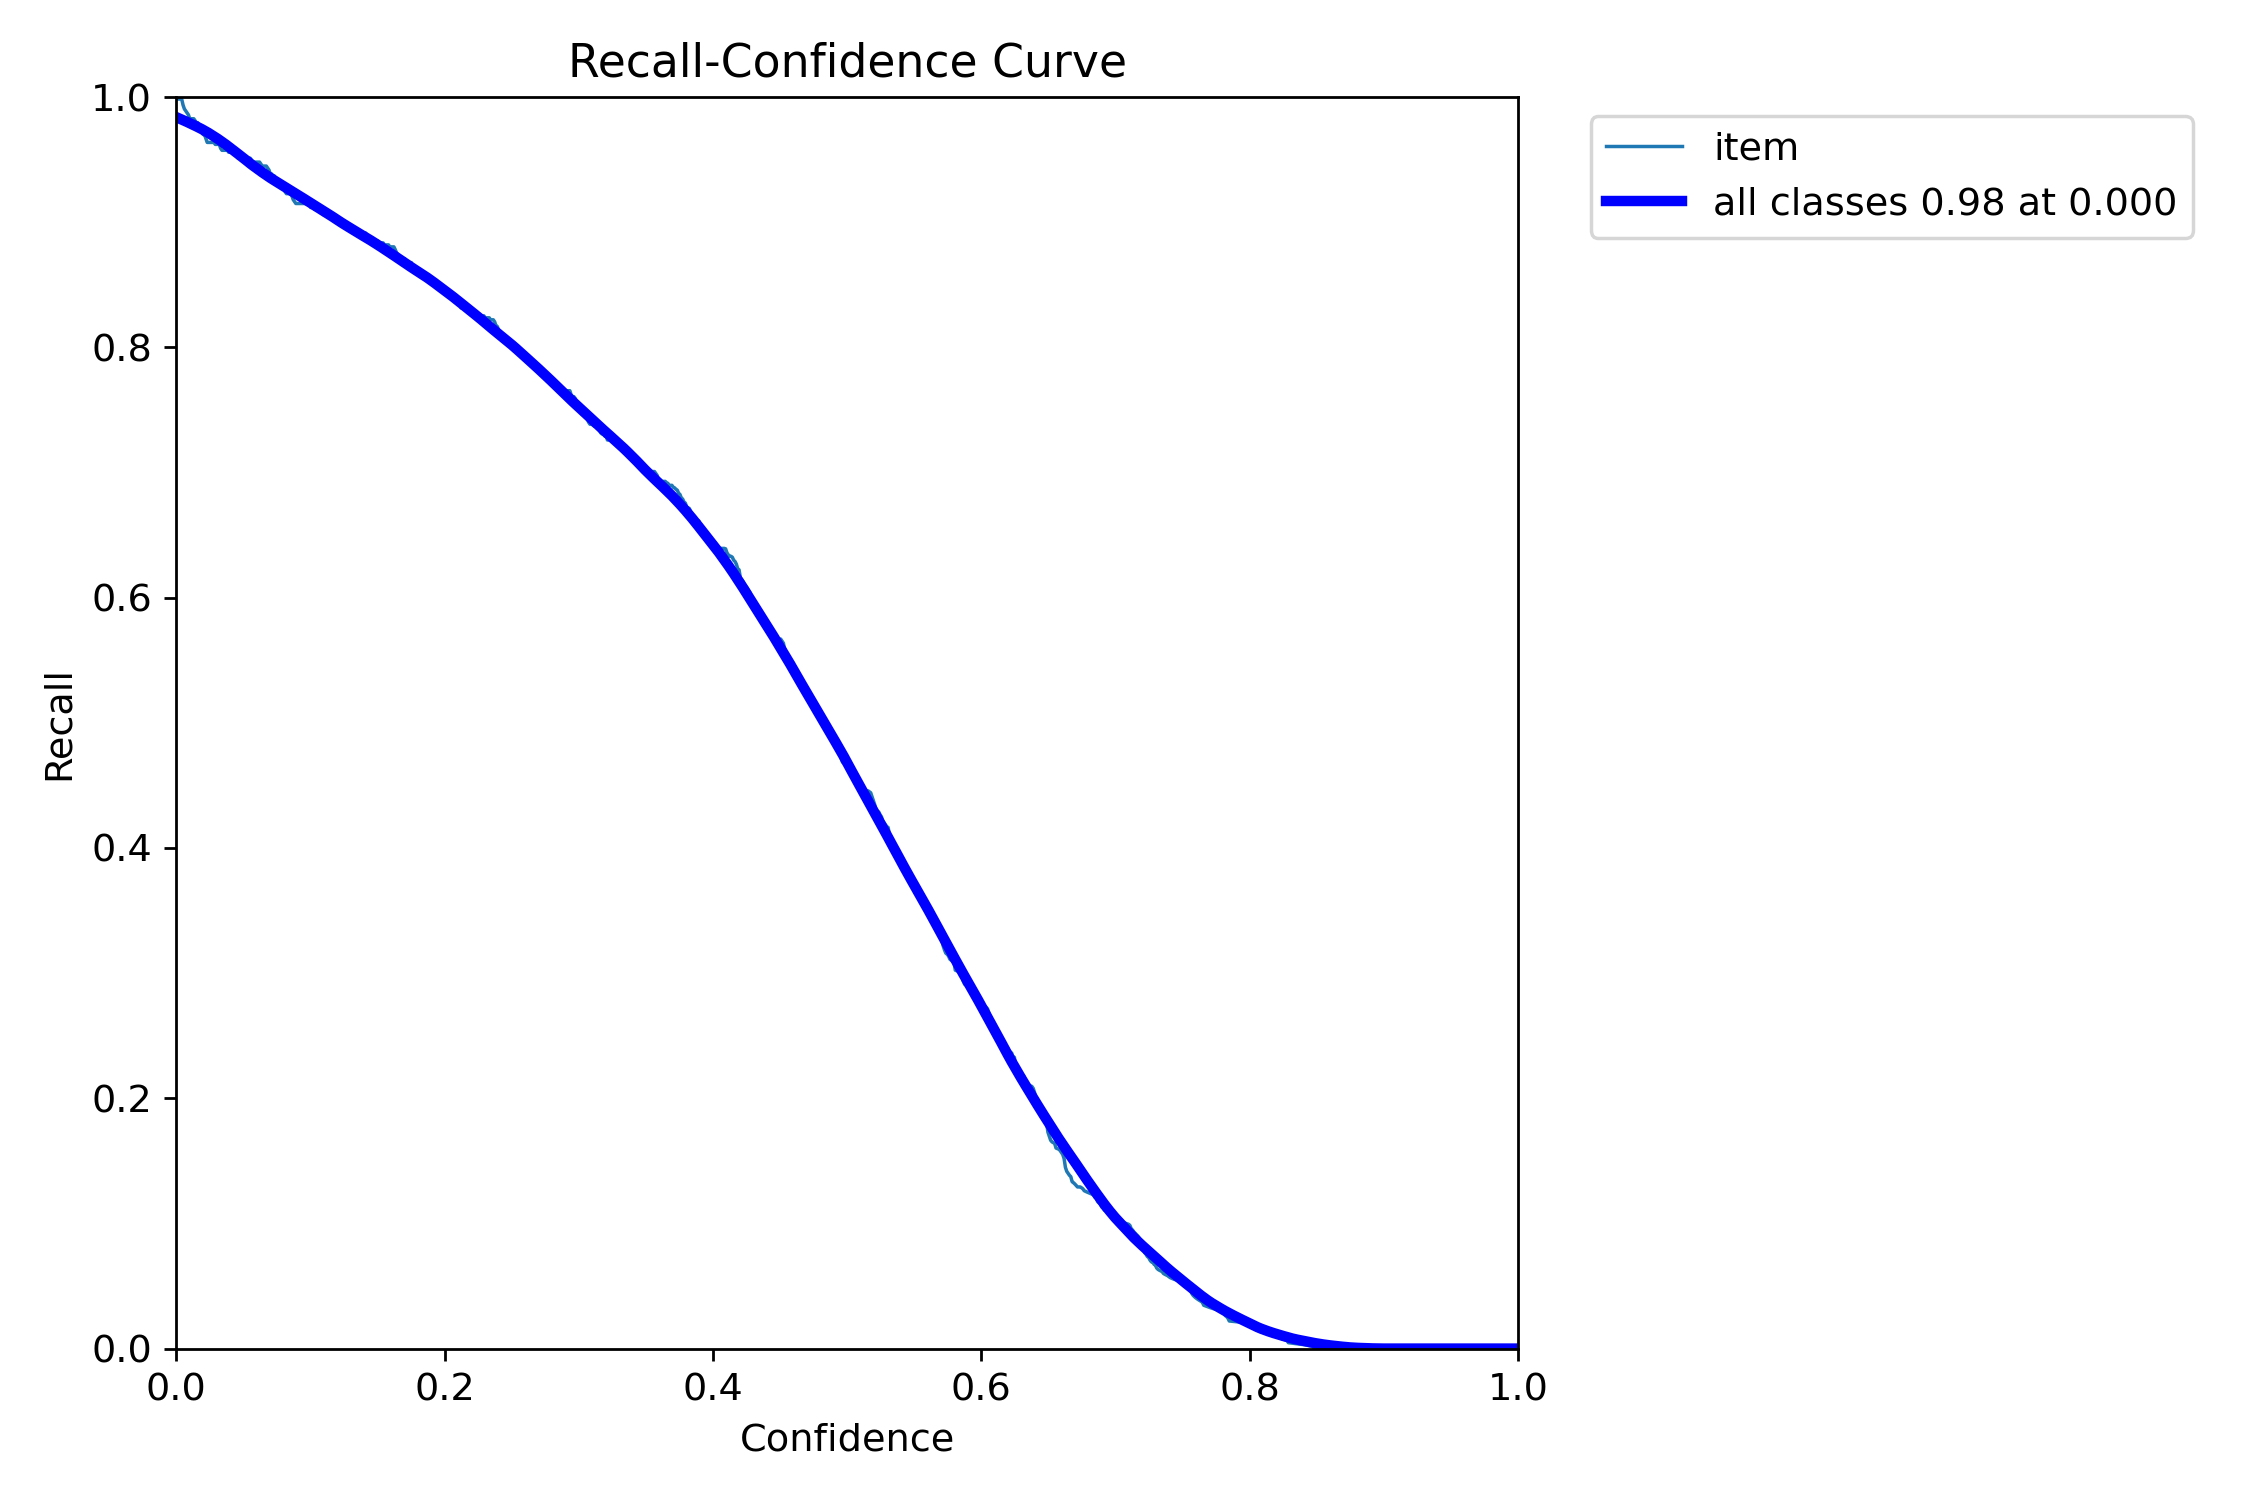 Recall-Confidence Curve
item
all classes 0.98 at 0.000
1.0
0.8
0.6
0.4
0.2
0.0
Recall
0.0 0.2 0.4 0.6 0.8 1.0
Confidence